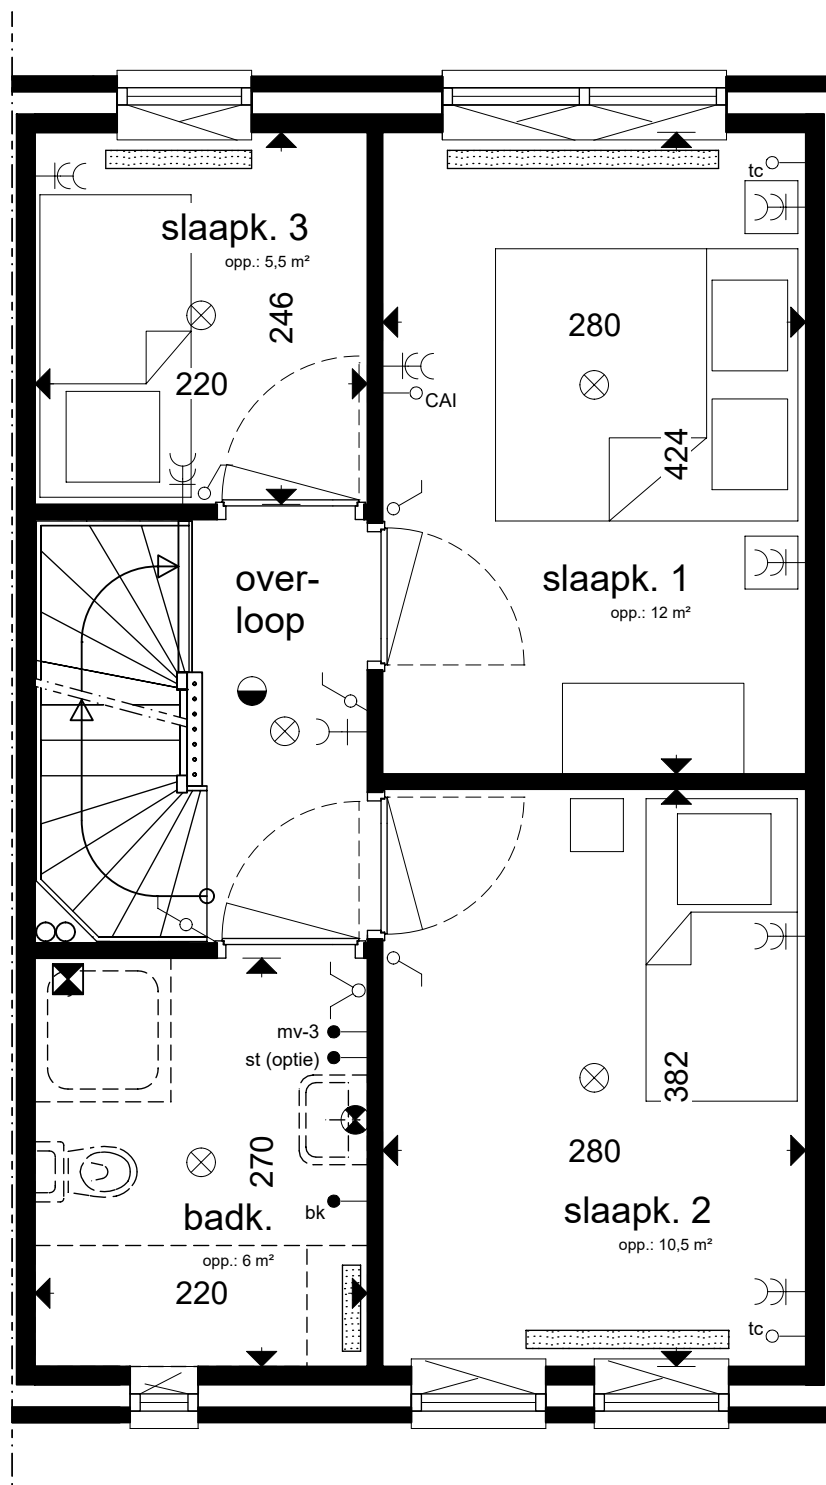 tc
slaapk. 3
opp.: 5,5 m²
246
280
220
CAI
424
over-
loop
slaapk. 1
opp.: 12 m²
mv-3
st (optie)
382
270
280
bk
badk.
slaapk. 2
opp.: 10,5 m²
opp.: 6 m²
220
tc